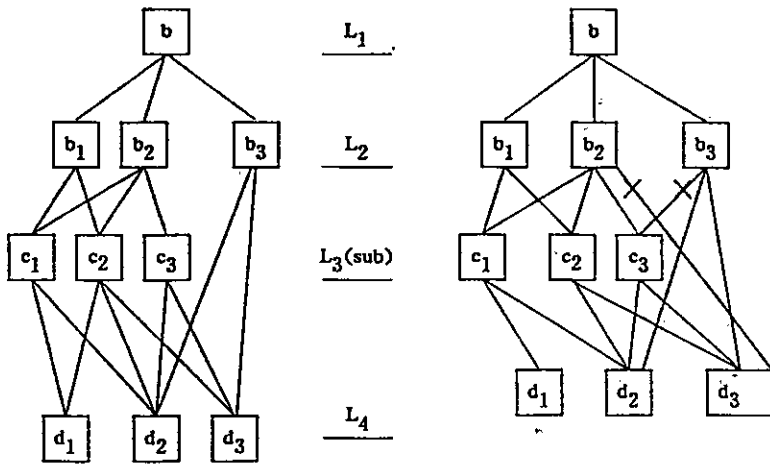 b L₁ b
b₁ b₂ b₃ L₂ b₁ b₂ b₃
c₁ c₂ c₃ L₃(sub) c₁ c₂ c₃
d₁ d₂ d₃
d₁ d₂ d₃ L₄